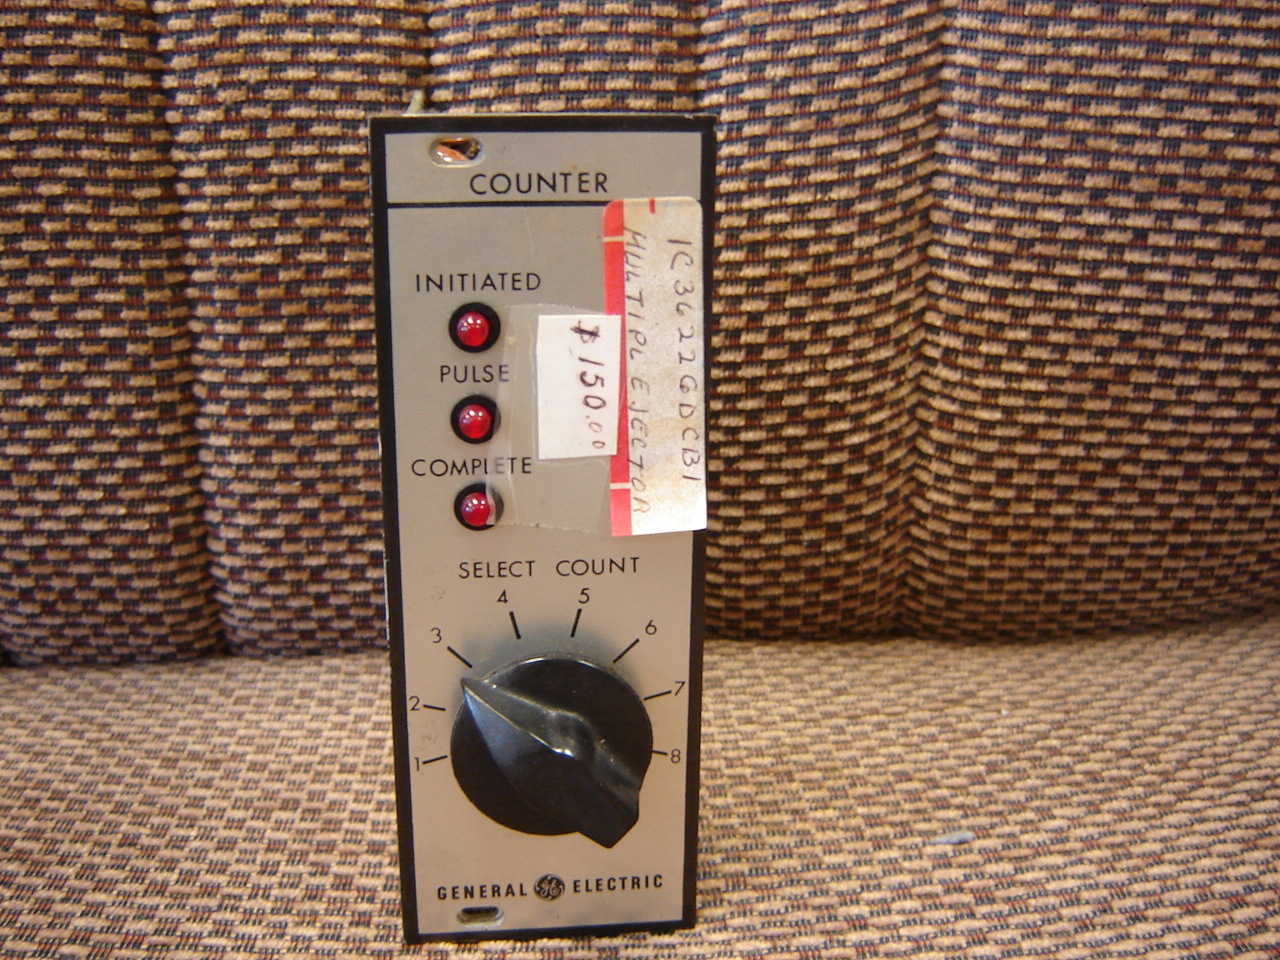 COUNTER
INITIATED
PULSE
COMPLETE
IC3622GDCB1
MULTIPLE EJECTOR
$150.00
SELECT COUNT
1 2 3 4 5 6 7 8
GENERAL GE ELECTRIC